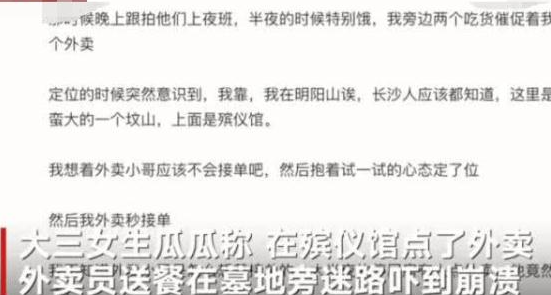 那时候晚上跟拍他们上夜班，半夜的时候特别饿，我旁边两个吃货催促着我
个外卖
定位的时候突然意识到，我靠，我在明阳山诶，长沙人应该都知道，这里是
蛮大的一个坟山，上面是殡仪馆。
我想着外卖小哥应该不会接单吧，然后抱着试一试的心态定了位
然后我外卖秒接单
大三女生瓜瓜称 在殡仪馆点了外卖
外卖员送餐在墓地旁迷路吓到崩溃